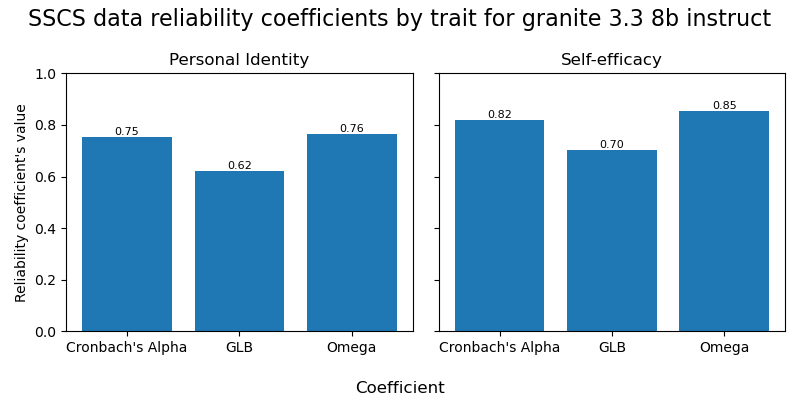 SSCS data reliability coefficients by trait for granite 3.3 8b instruct
Personal Identity
Self-efficacy
Reliability coefficient's value
1.0
0.8
0.6
0.4
0.2
0.0
0.75
0.62
0.76
0.82
0.70
0.85
Cronbach's Alpha
GLB
Omega
Cronbach's Alpha
GLB
Omega
Coefficient